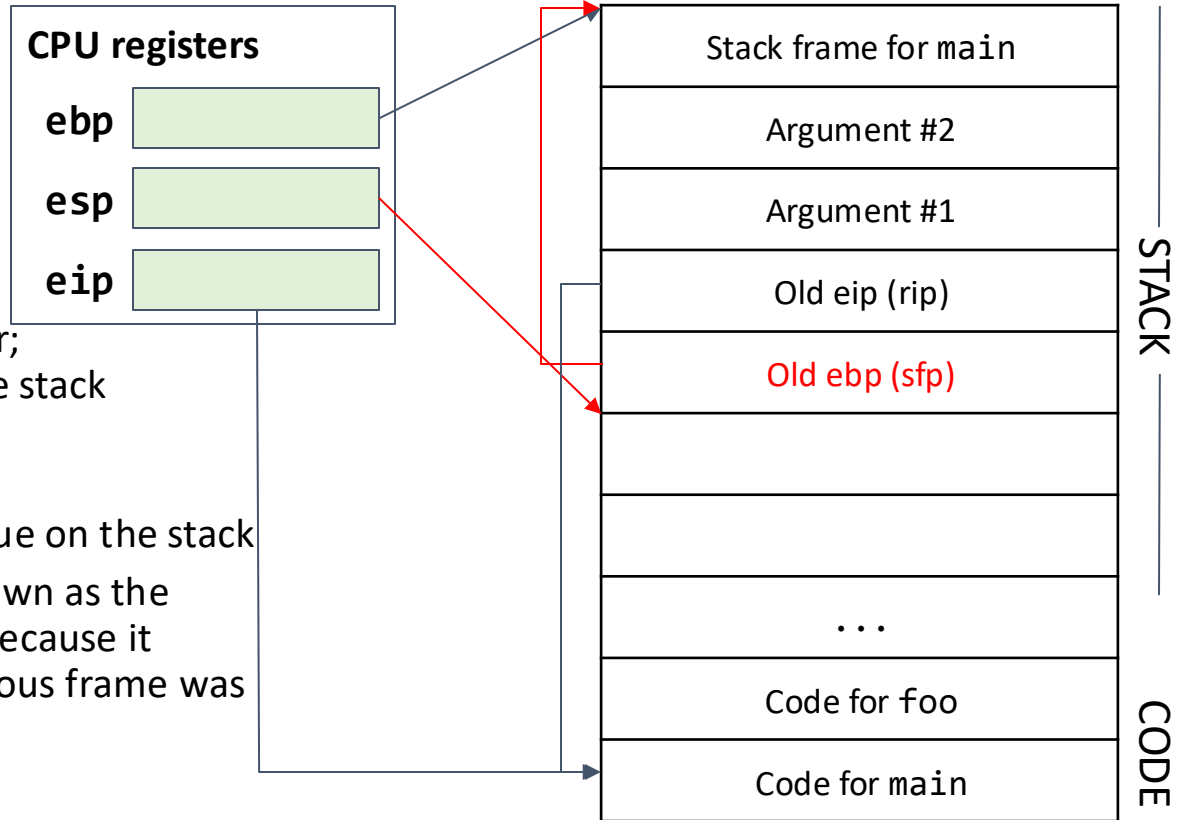 CPU registers
ebp
esp
eip
e stack
ue on the stack
wn as the
ecause it
ous frame was
Stack frame for main
Argument #2
Argument #1
Old eip (rip)
Old ebp (sfp)
...
Code for foo
Code for main
STACK
CODE